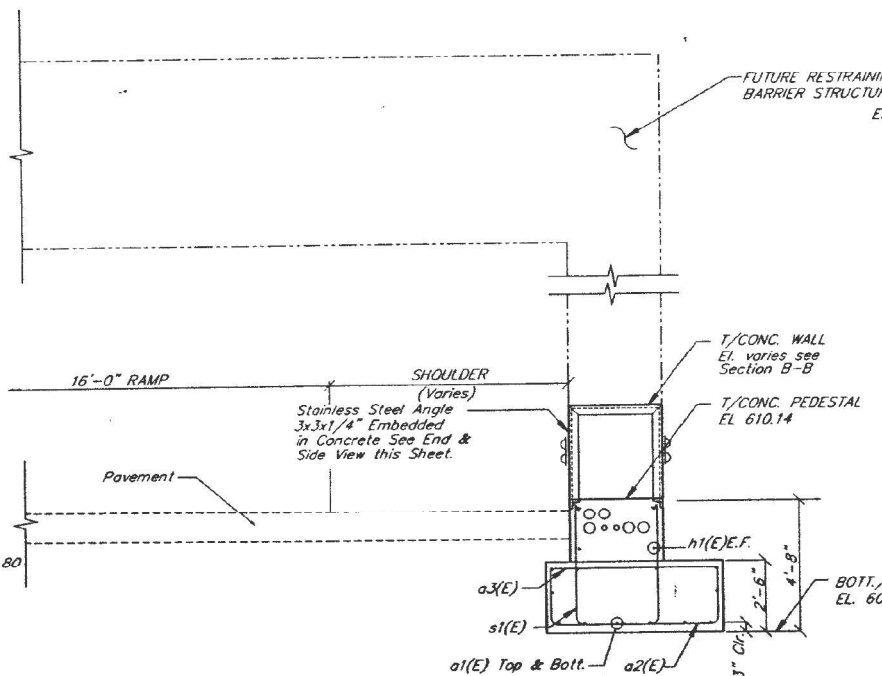 FUTURE RESTRAINI
BARRIER STRUCTUR
E
T/CONC. WALL
El. varies see
Section B-B
16'-0" RAMP
SHOULDER
(Varies)
T/CONC. PEDESTAL
EL 610.14
Stainless Steel Angle
3x3x1/4" Embedded
in Concrete See End &
Side View this Sheet.
Pavement
80
h1(E)E.F.
4'-8"
2'-6"
a3(E)
BOTT./
EL. 60
s1(E)
3" Clr.
a1(E) Top & Bott.
a2(E)